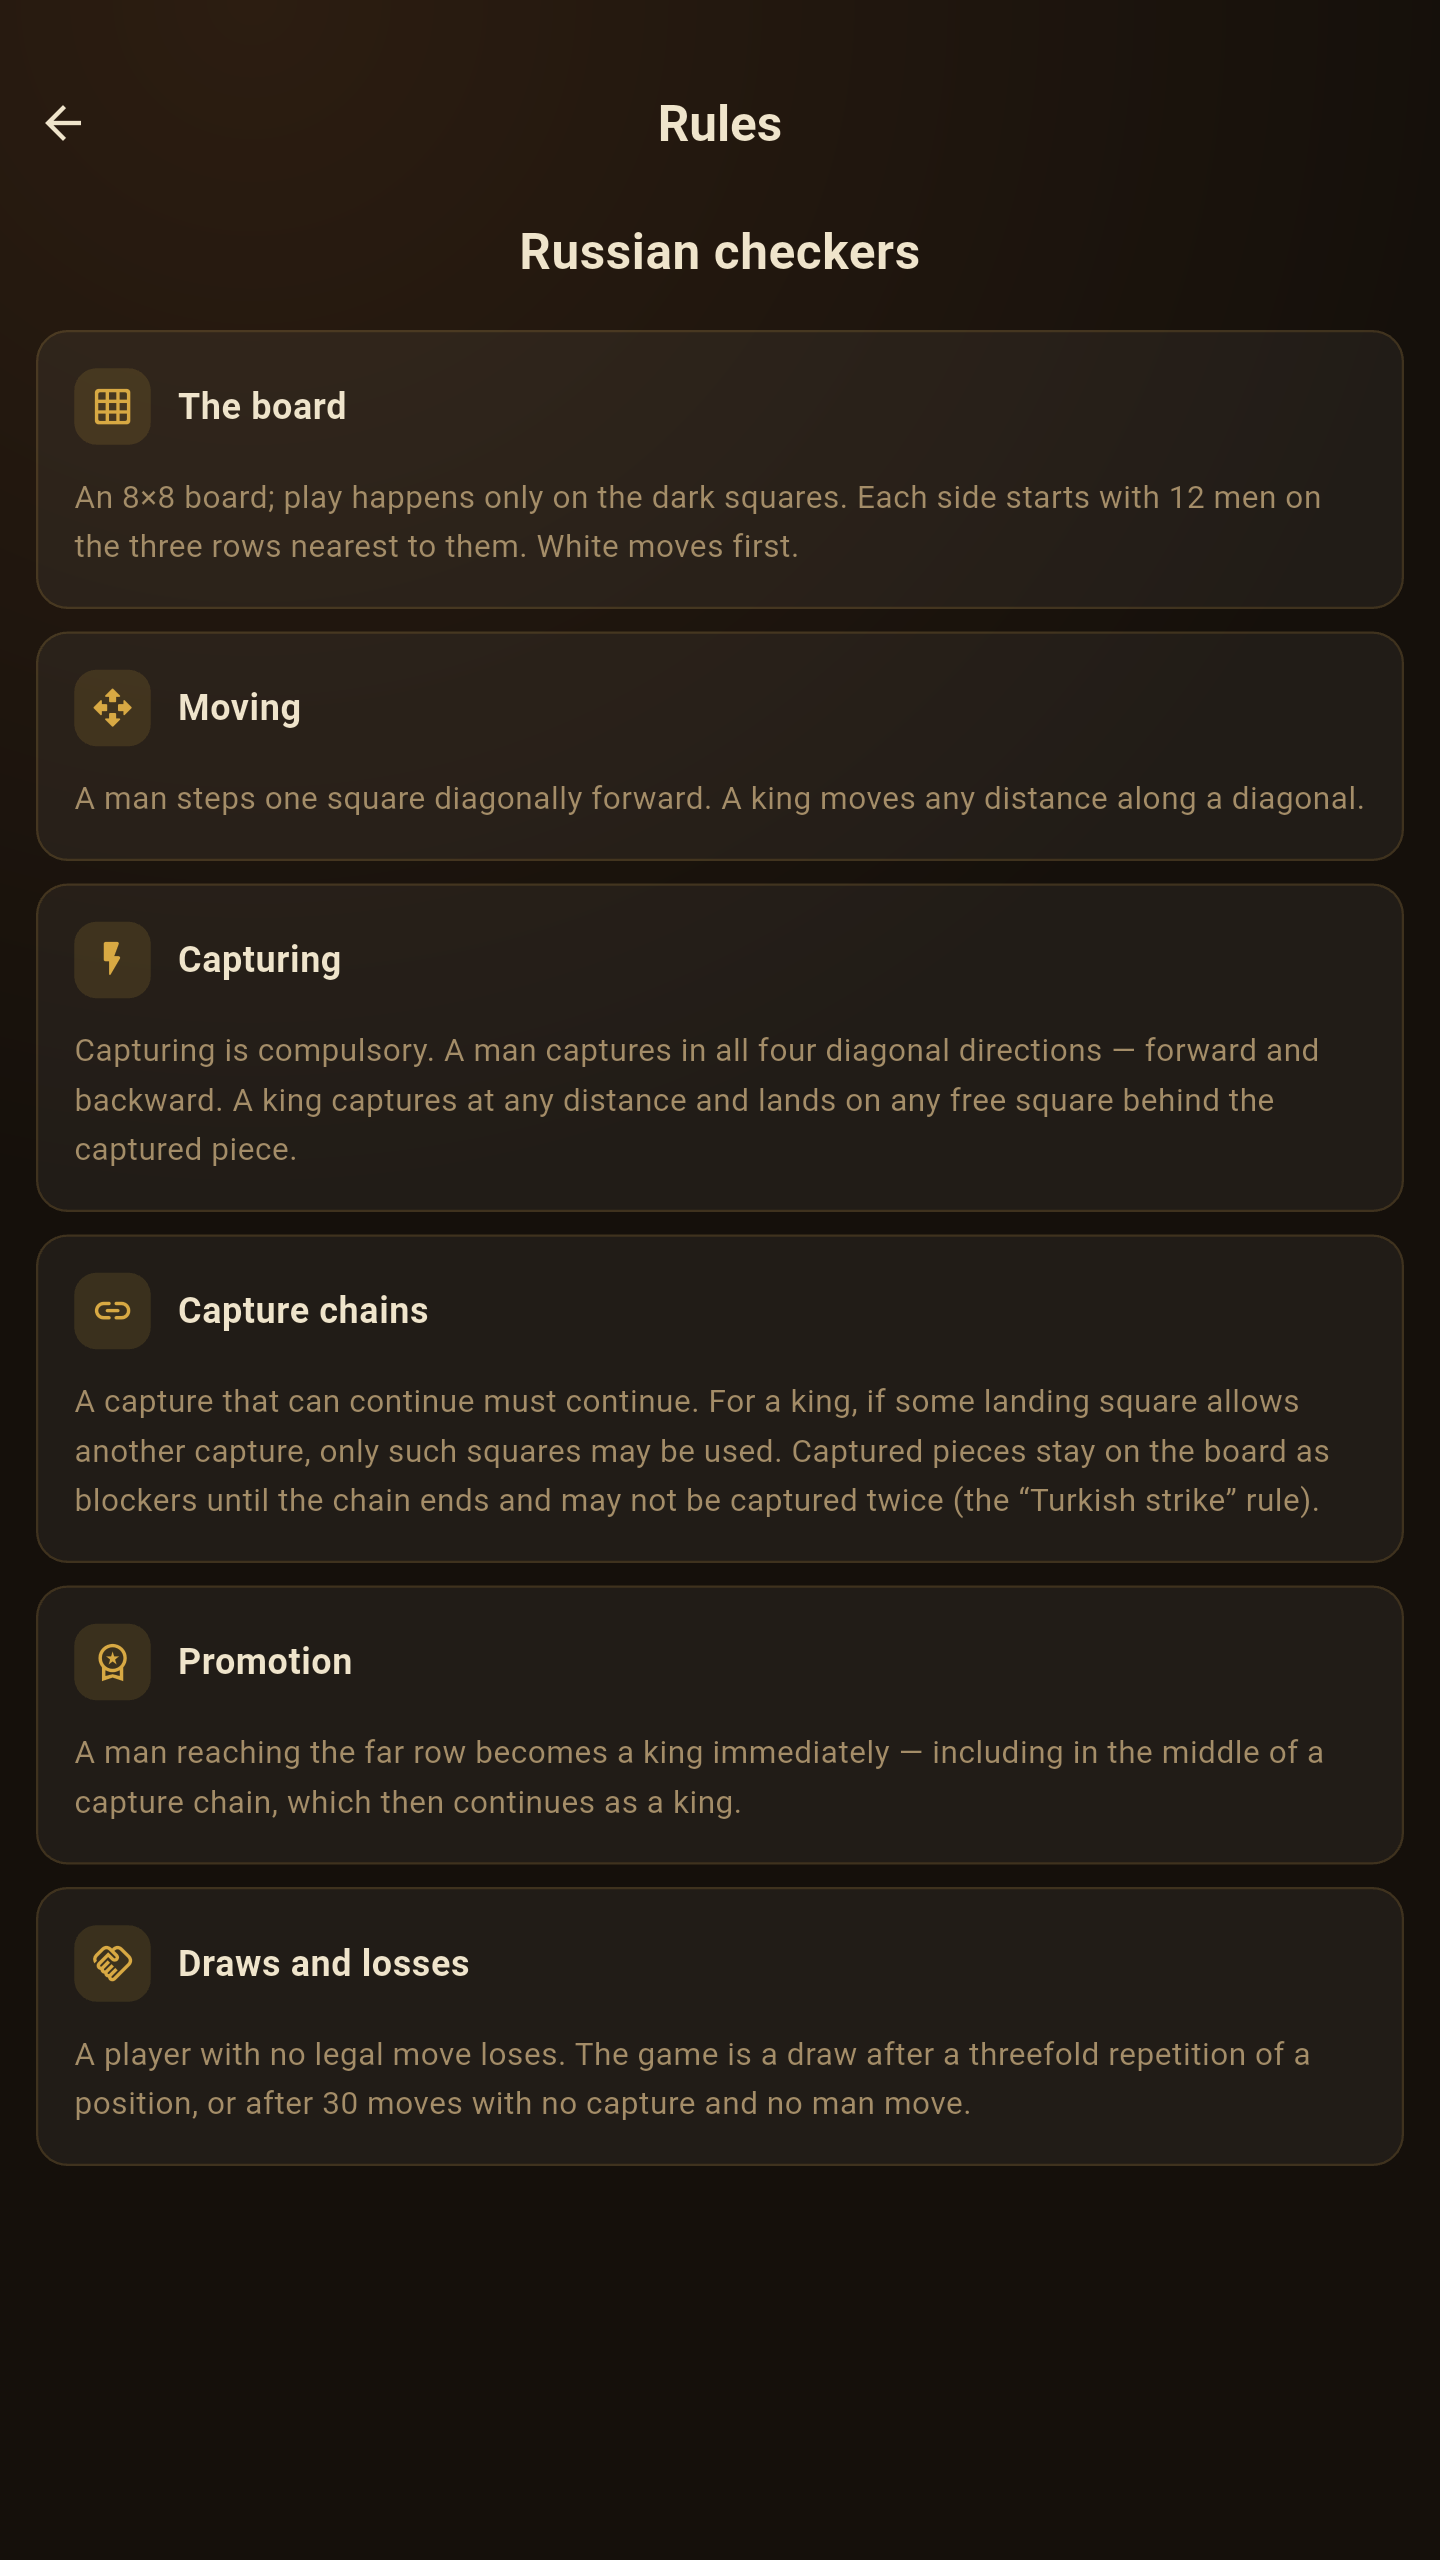 Rules
Russian checkers
The board
An 8×8 board; play happens only on the dark squares. Each side starts with 12 men on
the three rows nearest to them. White moves first.
Moving
A man steps one square diagonally forward. A king moves any distance along a diagonal.
Capturing
Capturing is compulsory. A man captures in all four diagonal directions — forward and
backward. A king captures at any distance and lands on any free square behind the
captured piece.
Capture chains
A capture that can continue must continue. For a king, if some landing square allows
another capture, only such squares may be used. Captured pieces stay on the board as
blockers until the chain ends and may not be captured twice (the “Turkish strike” rule).
Promotion
A man reaching the far row becomes a king immediately — including in the middle of a
capture chain, which then continues as a king.
Draws and losses
A player with no legal move loses. The game is a draw after a threefold repetition of a
position, or after 30 moves with no capture and no man move.